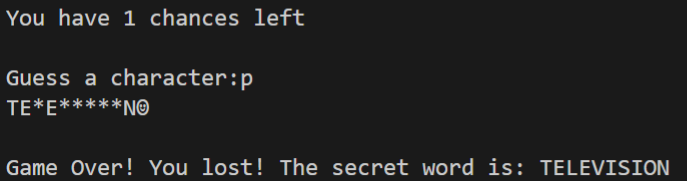 You have 1 chances left
Guess a character:p
TE*E*****N☺
Game Over! You lost! The secret word is: TELEVISION